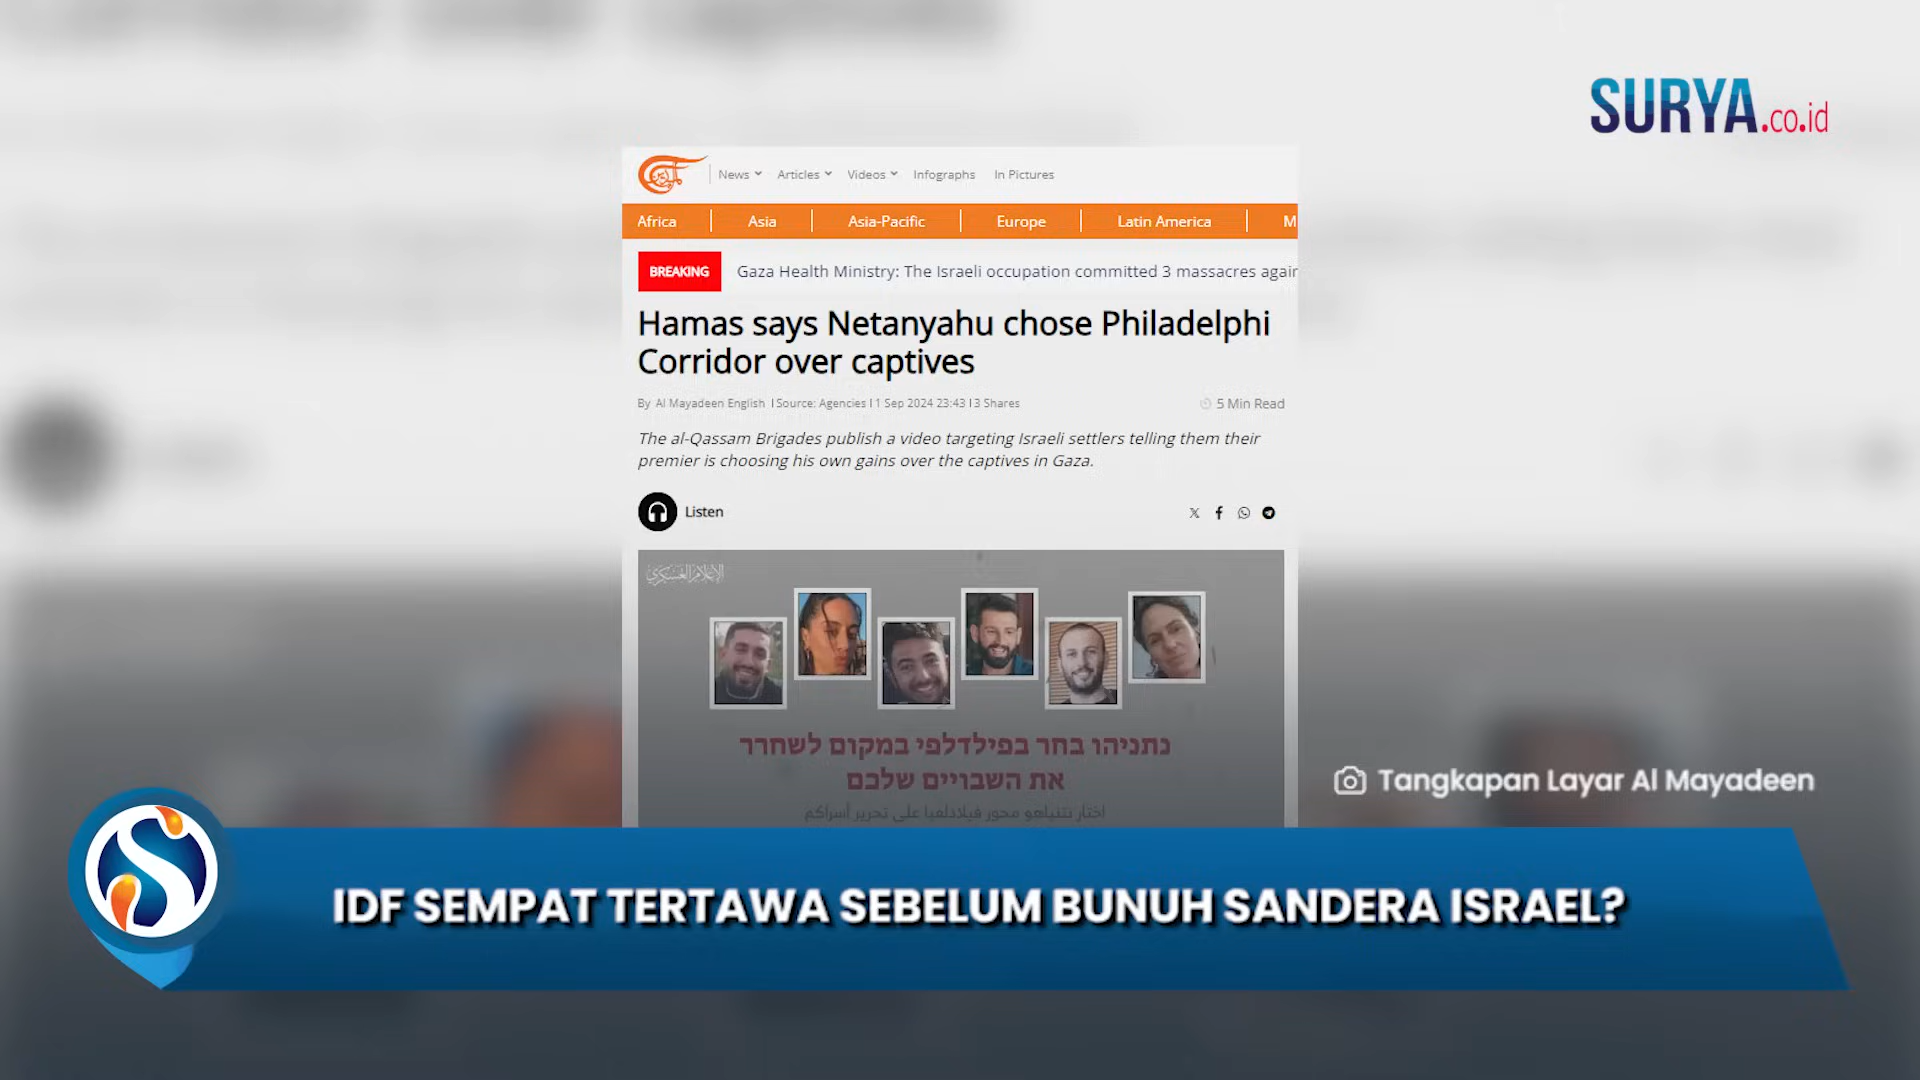 SURYA.co.id
News Articles Videos Infographs In Pictures
Africa Asia Asia-Pacific Europe Latin America M
BREAKING Gaza Health Ministry: The Israeli occupation committed 3 massacres again
Hamas says Netanyahu chose Philadelphi
Corridor over captives
By Al Mayadeen English | Source: Agencies | 1 Sep 2024 23:43 | 3 Shares
5 Min Read
The al-Qassam Brigades publish a video targeting Israeli settlers telling them their
premier is choosing his own gains over the captives in Gaza.
Listen
الإعلام العسكري
נתניהו בחר בפילדלפי במקום לשחרר
את השבויים שלכם
اختار نتنياهو محور فيلادلفيا على تحرير أسراكم
Tangkapan Layar Al Mayadeen
IDF SEMPAT TERTAWA SEBELUM BUNUH SANDERA ISRAEL?